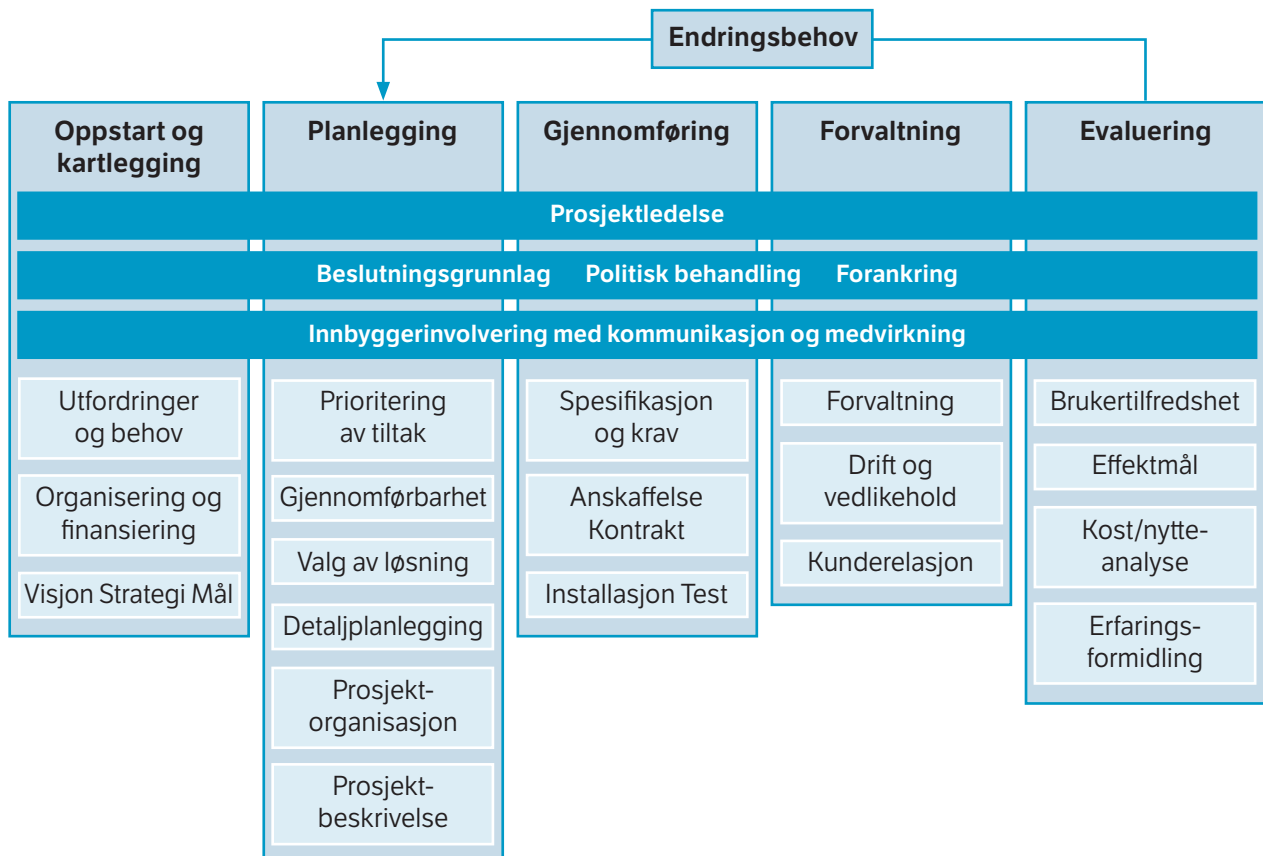 Endringsbehov
Oppstart og
kartlegging
Planlegging
Gjennomføring
Forvaltning
Evaluering
Prosjektledelse
Beslutningsgrunnlag Politisk behandling Forankring
Innbyggerinvolvering med kommunikasjon og medvirkning
Utfordringer
og behov
Organisering og
finansiering
Visjon Strategi Mål
Prioritering
av tiltak
Gjennomførbarhet
Valg av løsning
Detaljplanlegging
Prosjekt-
organisasjon
Prosjekt-
beskrivelse
Spesifikasjon
og krav
Anskaffelse
Kontrakt
Installasjon Test
Forvaltning
Drift og
vedlikehold
Kunderelasjon
Brukertilfredshet
Effektmål
Kost/nytte-
analyse
Erfarings-
formidling